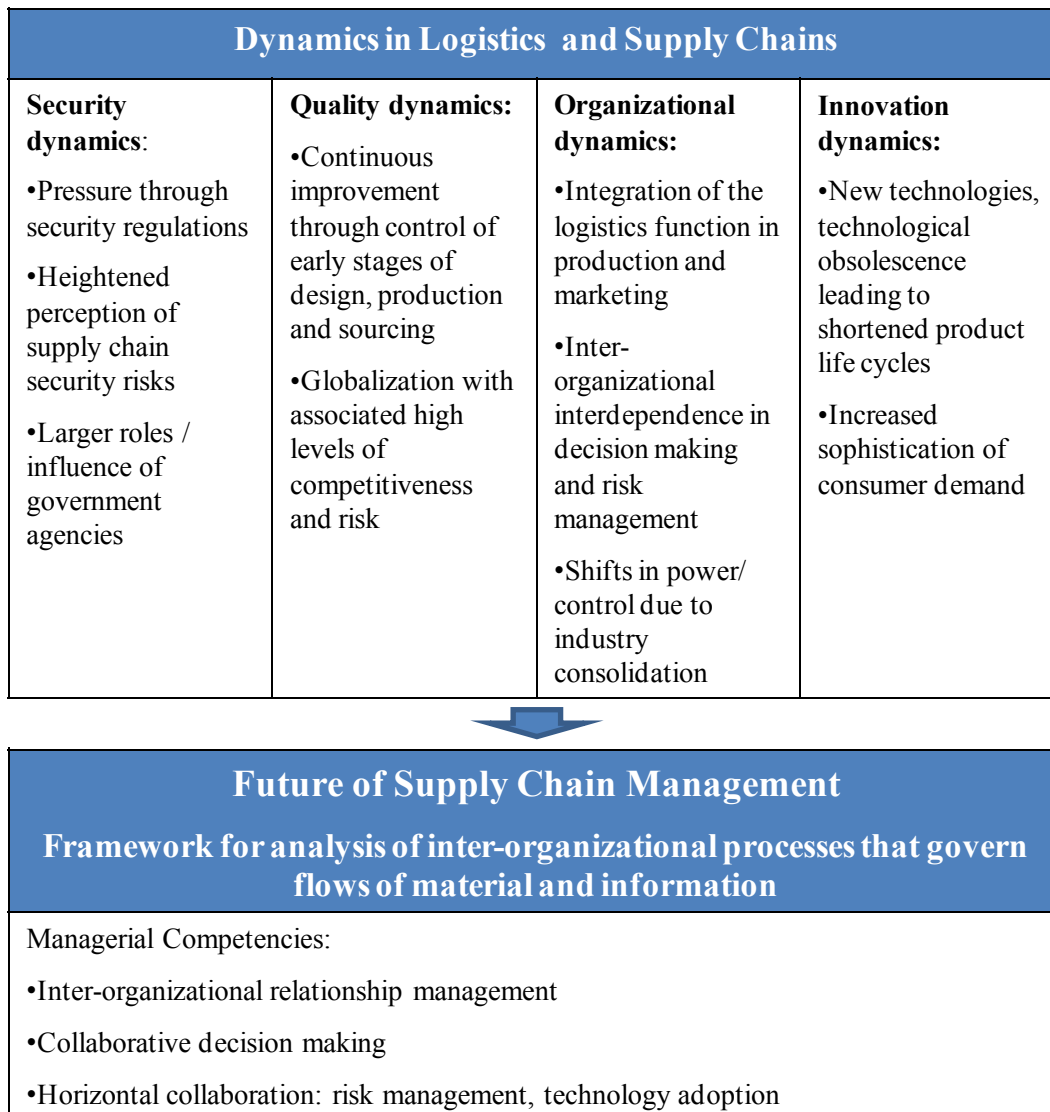 Dynamics in Logistics and Supply Chains
Security
dynamics:
•Pressure through
security regulations
•Heightened
perception of
supply chain
security risks
•Larger roles /
influence of
government
agencies
Quality dynamics:
•Continuous
improvement
through control of
early stages of
design, production
and sourcing
•Globalization with
associated high
levels of
competitiveness
and risk
Organizational
dynamics:
•Integration of the
logistics function in
production and
marketing
•Inter-
organizational
interdependence in
decision making
and risk
management
•Shifts in power/
control due to
industry
consolidation
Innovation
dynamics:
•New technologies,
technological
obsolescence
leading to
shortened product
life cycles
•Increased
sophistication of
consumer demand
Future of Supply Chain Management
Framework for analysis of inter-organizational processes that govern
flows of material and information
Managerial Competencies:
•Inter-organizational relationship management
•Collaborative decision making
•Horizontal collaboration: risk management, technology adoption